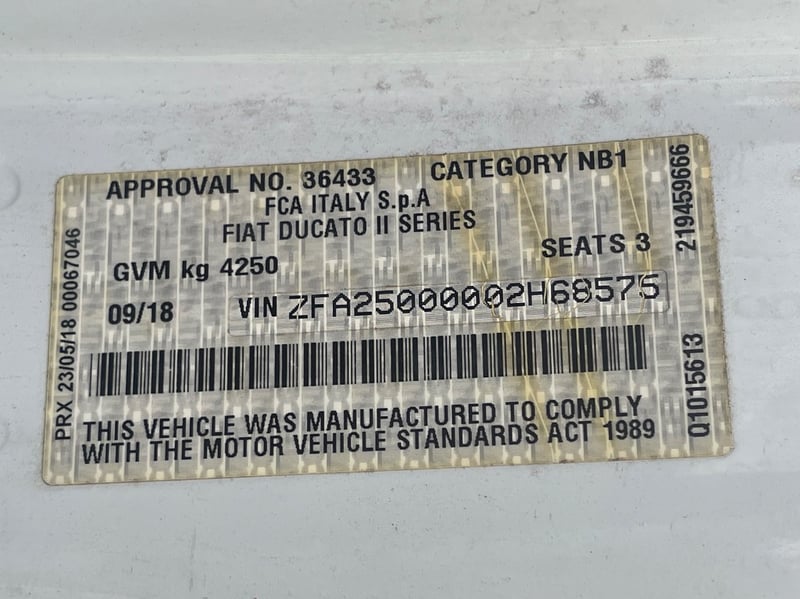 APPROVAL NO. 36433 CATEGORY NB1
FCA ITALY S.p.A
FIAT DUCATO II SERIES
GVM kg 4250 SEATS 3
09/18 VIN ZFA25000002H68575
THIS VEHICLE WAS MANUFACTURED TO COMPLY
WITH THE MOTOR VEHICLE STANDARDS ACT 1989
PRX 23/05/18 00067046
219459666
Q1015613